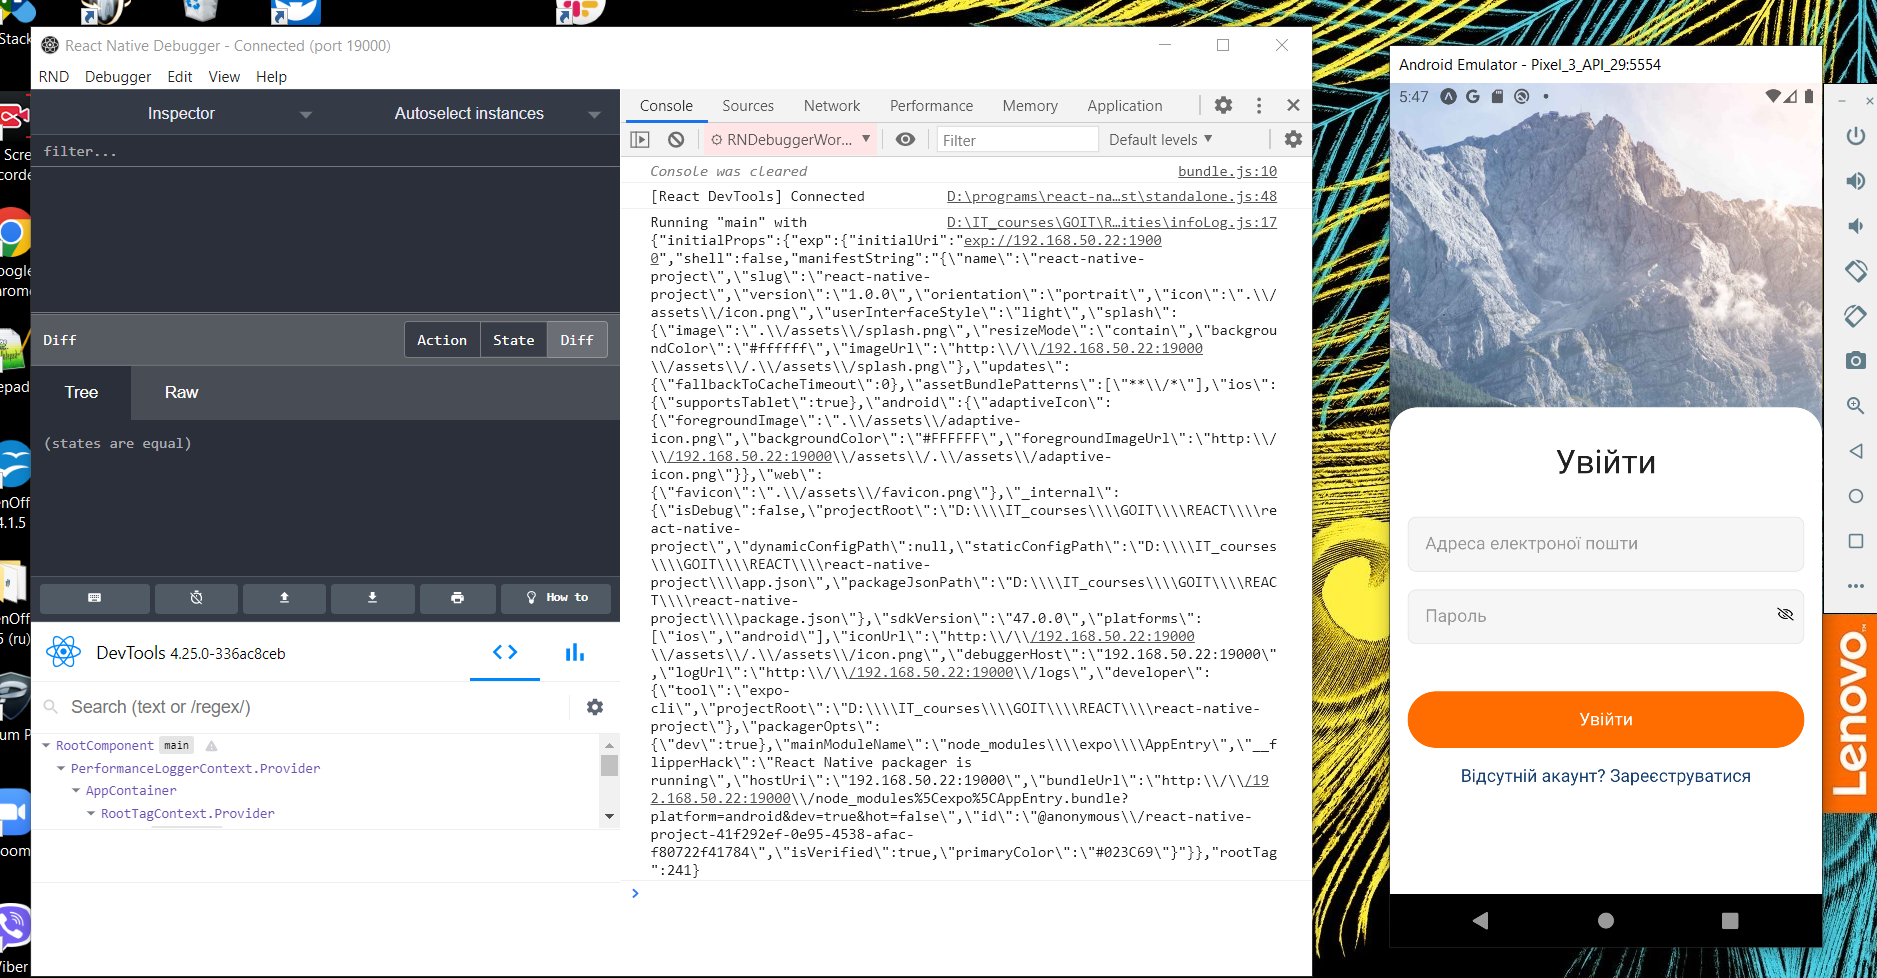 Stack
Scre
corde
oogle
hrome
epad
enOff
4.1.5
enOff
5 (ru)
um P
oom
Viber
React Native Debugger - Connected (port 19000)
RND Debugger Edit View Help
Inspector
Autoselect instances
filter...
Diff
Action State Diff
Tree Raw
(states are equal)
How to
DevTools 4.25.0-336ac8ceb
Search (text or /regex/)
RootComponent main
PerformanceLoggerContext.Provider
AppContainer
RootTagContext.Provider
Console Sources Network Performance Memory Application
RNDebuggerWor... Filter Default levels
Console was cleared bundle.js:10
[React DevTools] Connected D:\programs\react-na…st\standalone.js:48
Running "main" with D:\IT_courses\GOIT\R…ities\infoLog.js:17
{"initialProps":{"exp":{"initialUri":"exp://192.168.50.22:1900
0","shell":false,"manifestString":"{\"name\":\"react-native-
project\",\"slug\":\"react-native-
project\",\"version\":\"1.0.0\",\"orientation\":\"portrait\",\"icon\":\".\\/
assets\\/icon.png\",\"userInterfaceStyle\":\"light\",\"splash\":
{\"image\":\".\\/assets\\/splash.png\",\"resizeMode\":\"contain\",\"backgrou
ndColor\":\"#ffffff\",\"imageUrl\":\"http:\\/\\/192.168.50.22:19000
\\/assets\\/.\\/assets\\/splash.png\"},\"updates\":
{\"fallbackToCacheTimeout\":0},\"assetBundlePatterns\":[\"**\\/*\"],\"ios\":
{\"supportsTablet\":true},\"android\":{\"adaptiveIcon\":
{\"foregroundImage\":\".\\/assets\\/adaptive-
icon.png\",\"backgroundColor\":\"#FFFFFF\",\"foregroundImageUrl\":\"http:\\/
\\/192.168.50.22:19000\\/assets\\/.\\/assets\\/adaptive-
icon.png\"}},\"web\":
{\"favicon\":\".\\/assets\\/favicon.png\"},\"_internal\":
{\"isDebug\":false,\"projectRoot\":\"D:\\\\IT_courses\\\\GOIT\\\\REACT\\\\re
act-native-
project\",\"dynamicConfigPath\":null,\"staticConfigPath\":\"D:\\\\IT_courses
\\\\GOIT\\\\REACT\\\\react-native-
project\\\\app.json\",\"packageJsonPath\":\"D:\\\\IT_courses\\\\GOIT\\\\REAC
T\\\\react-native-
project\\\\package.json\"},\"sdkVersion\":\"47.0.0\",\"platforms\":
[\"ios\",\"android\"],\"iconUrl\":\"http:\\/\\/192.168.50.22:19000
\\/assets\\/.\\/assets\\/icon.png\",\"debuggerHost\":\"192.168.50.22:19000\"
,\"logUrl\":\"http:\\/\\/192.168.50.22:19000\\/logs\",\"developer\":
{\"tool\":\"expo-
cli\",\"projectRoot\":\"D:\\\\IT_courses\\\\GOIT\\\\REACT\\\\react-native-
project\"},\"packagerOpts\":
{\"dev\":true},\"mainModuleName\":\"node_modules\\\\expo\\\\AppEntry\",\"__f
lipperHack\":\"React Native packager is
running\",\"hostUri\":\"192.168.50.22:19000\",\"bundleUrl\":\"http:\\/\\/19
2.168.50.22:19000\\/node_modules%5Cexpo%5CAppEntry.bundle?
platform=android&dev=true&hot=false\",\"id\":\"@anonymous\\/react-native-
project-41f292ef-0e95-4538-afac-
f80722f41784\",\"isVerified\":true,\"primaryColor\":\"#023C69\"}"}},"rootTag
":241}
Android Emulator - Pixel_3_API_29:5554
5:47
Увійти
Адреса електроної пошти
Пароль
Увійти
Відсутній акаунт? Зареєструватися
Lenovo